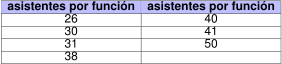 asistentes por función asistentes por función
26 40
30 41
31 50
38